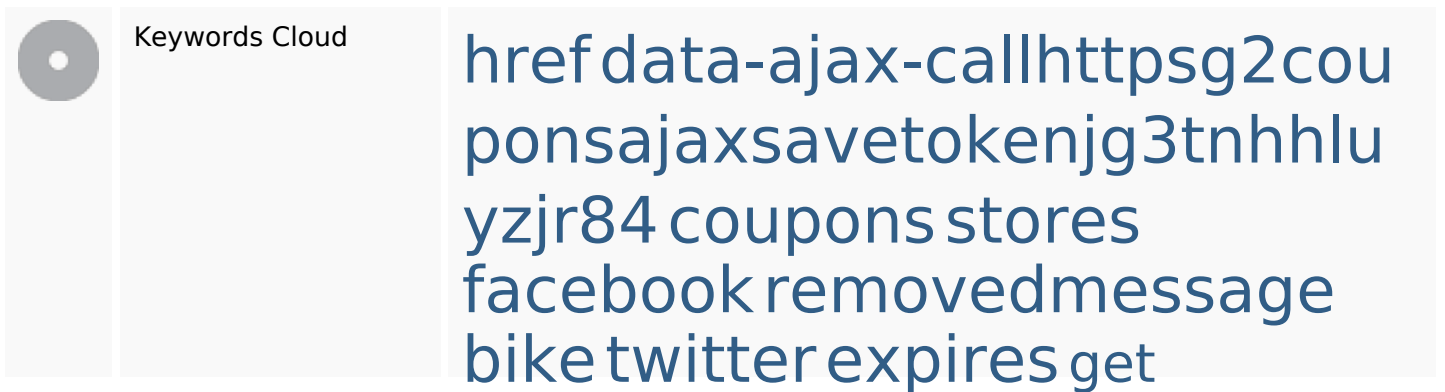 Keywords Cloud
href data-ajax-callhttpsg2cou
ponsajaxsavetokenjg3tnhhlu
yzjr84 coupons stores
facebook removedmessage
bike twitter expires get